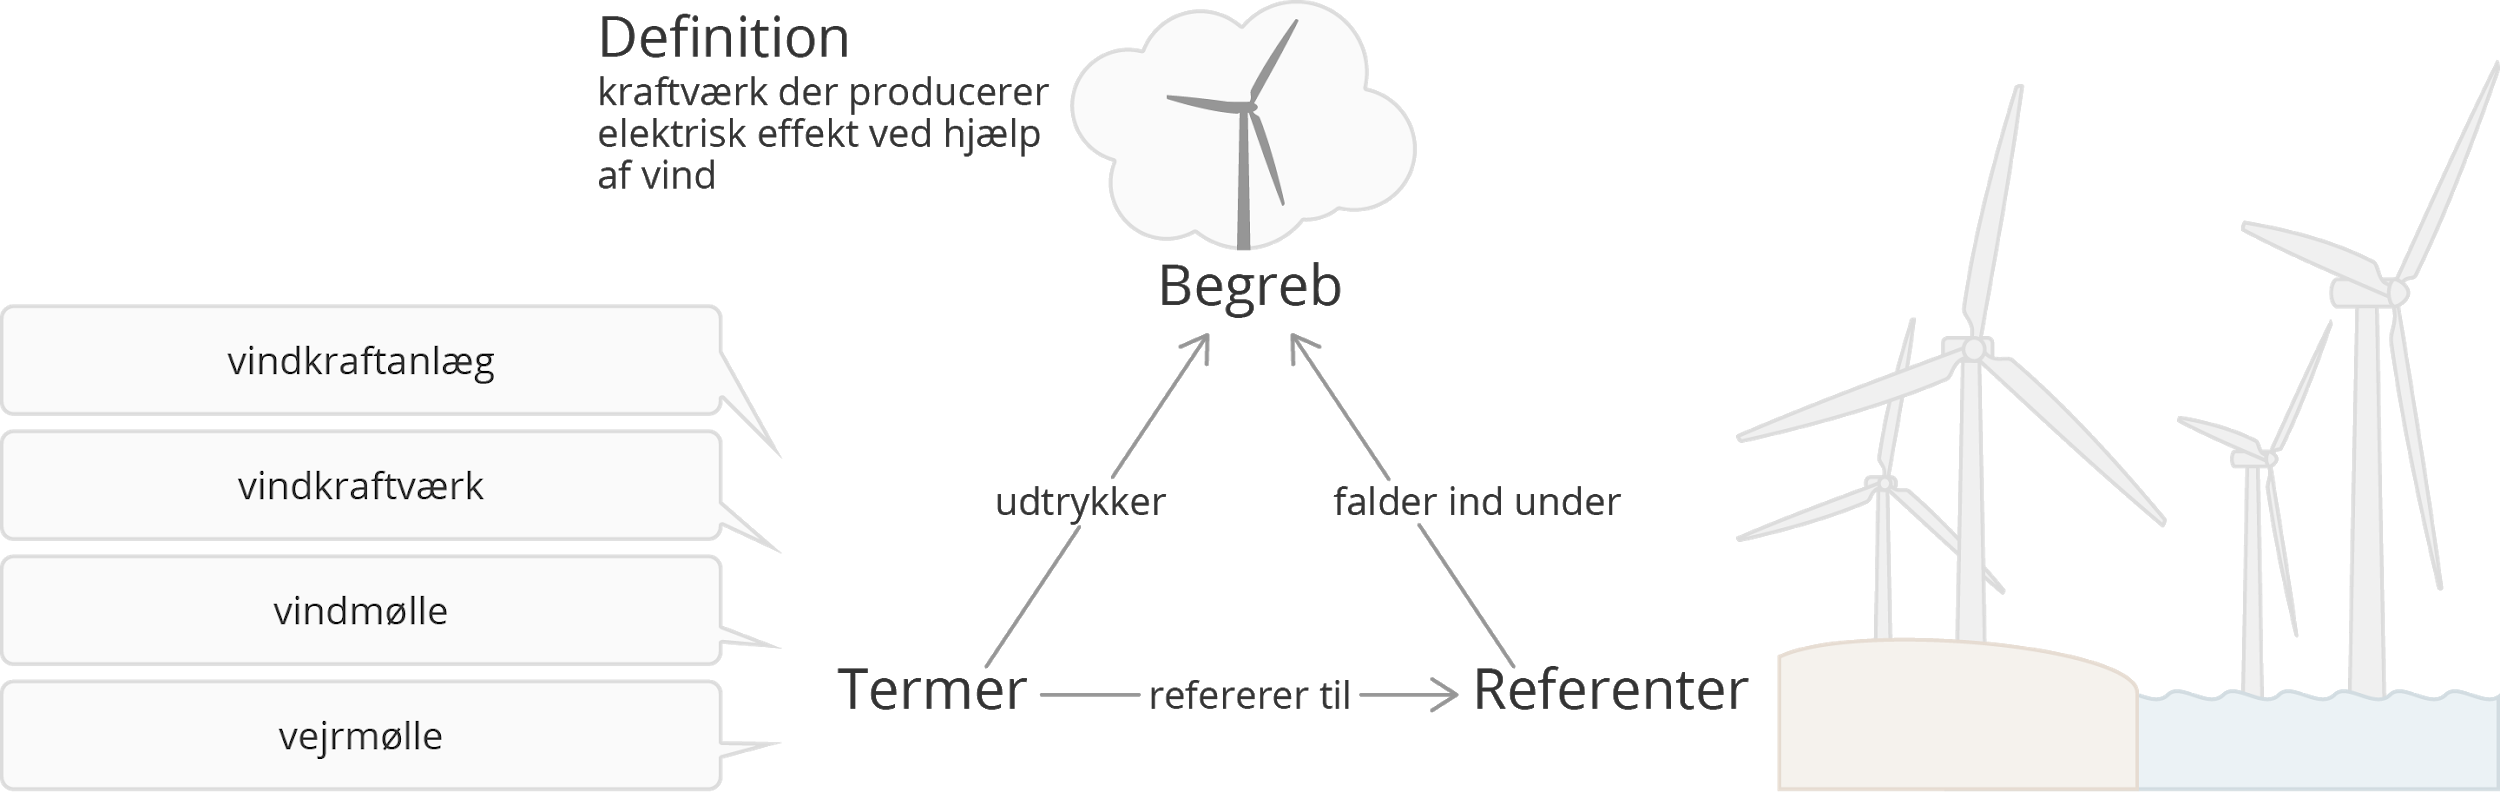 Definition
kraftværk der producerer
elektrisk effekt ved hjælp
af vind
Begreb
vindkraftanlæg
vindkraftværk
vindmølle
vejrmølle
udtrykker
falder ind under
Termer
refererer til
Referenter